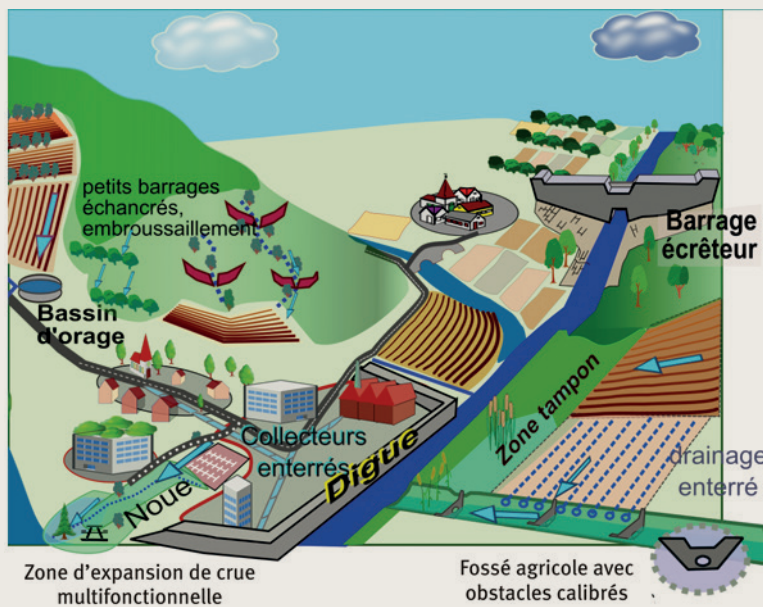 petits barrages
échancrés,
embroussaillement
Barrage
écrêteur
Bassin
d'orage
Zone tampon
Collecteurs
enterrés
Digue
drainage
enterré
Noue
Zone d'expansion de crue
multifonctionnelle
Fossé agricole avec
obstacles calibrés